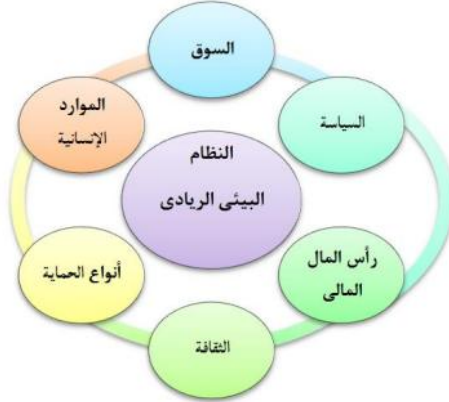 السوق
السياسة
رأس المال
المالى
الثقافة
أنواع الحماية
الموارد
الإنسانية
النظام
البيئى الريادى